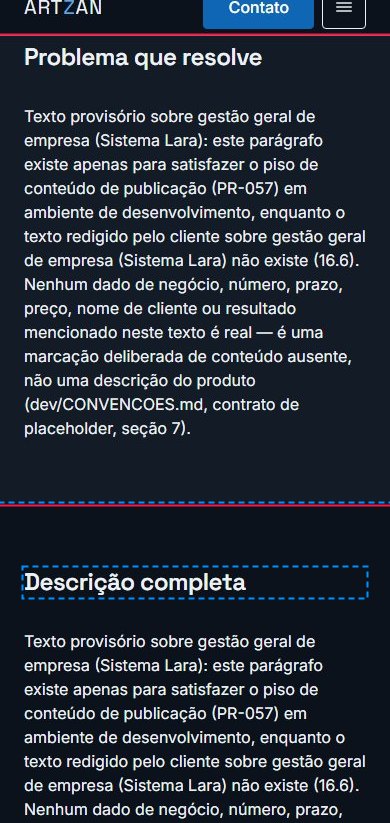 ARTZAN
Contato
Problema que resolve
Texto provisório sobre gestão geral de
empresa (Sistema Lara): este parágrafo
existe apenas para satisfazer o piso de
conteúdo de publicação (PR-057) em
ambiente de desenvolvimento, enquanto o
texto redigido pelo cliente sobre gestão geral
de empresa (Sistema Lara) não existe (16.6).
Nenhum dado de negócio, número, prazo,
preço, nome de cliente ou resultado
mencionado neste texto é real — é uma
marcação deliberada de conteúdo ausente,
não uma descrição do produto
(dev/CONVENCOES.md, contrato de
placeholder, seção 7).
Descrição completa
Texto provisório sobre gestão geral de
empresa (Sistema Lara): este parágrafo
existe apenas para satisfazer o piso de
conteúdo de publicação (PR-057) em
ambiente de desenvolvimento, enquanto o
texto redigido pelo cliente sobre gestão geral
de empresa (Sistema Lara) não existe (16.6).
Nenhum dado de negócio, número, prazo,